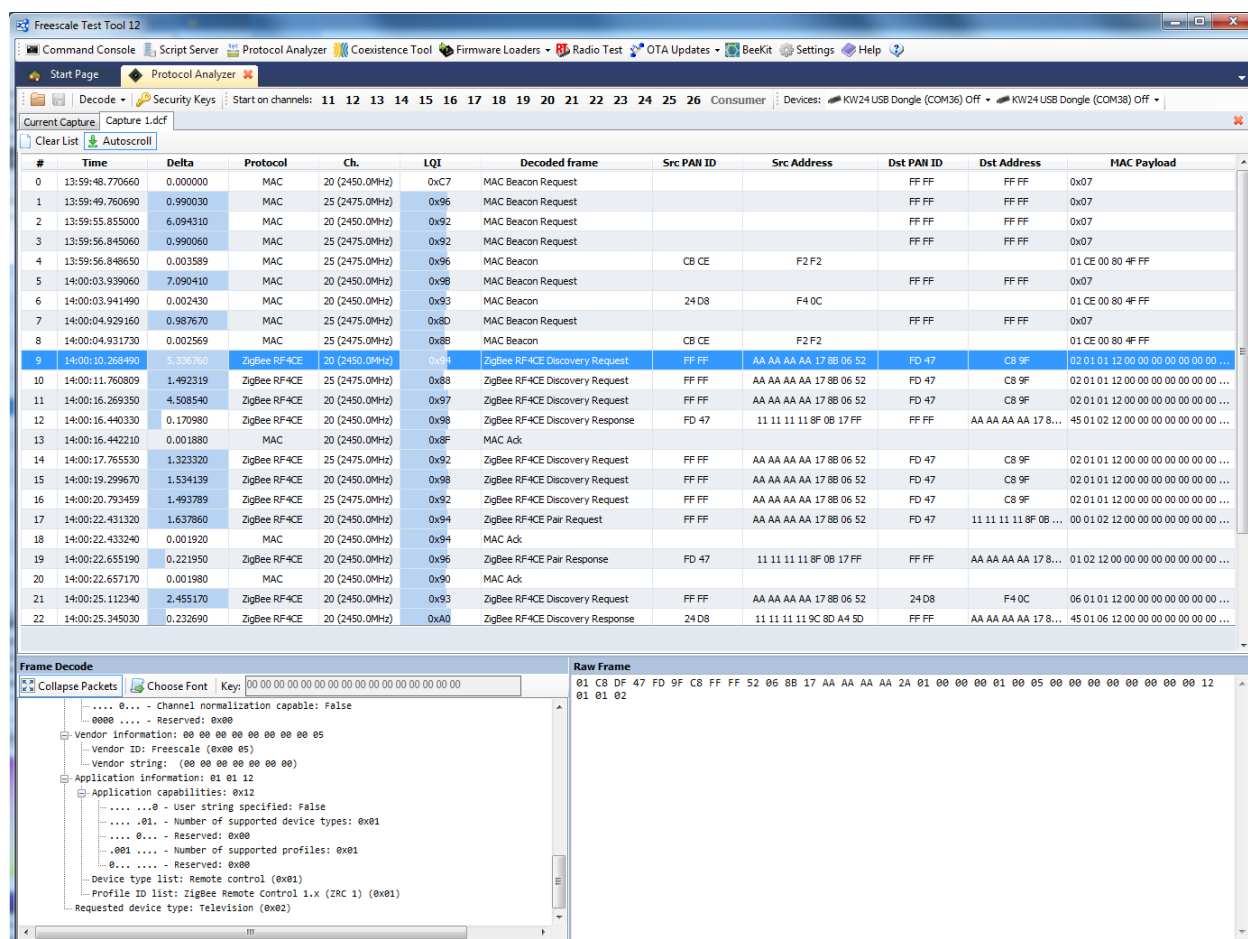 Freescale Test Tool 12
Command Console Script Server Protocol Analyzer Coexistence Tool Firmware Loaders Radio Test OTA Updates BeeKit Settings Help
Start Page Protocol Analyzer
Decode Security Keys Start on channels: 11 12 13 14 15 16 17 18 19 20 21 22 23 24 25 26 Consumer Devices: KW24 USB Dongle (COM36) Off KW24 USB Dongle (COM38) Off
Current Capture Capture 1.dcf
Clear List Autoscroll
# Time Delta Protocol Ch. LQI Decoded frame Src PAN ID Src Address Dst PAN ID Dst Address MAC Payload
0 13:59:48.770660 0.000000 MAC 20 (2450.0MHz) 0xC7 MAC Beacon Request FF FF FF FF 0x07
1 13:59:49.760690 0.990030 MAC 25 (2475.0MHz) 0x96 MAC Beacon Request FF FF FF FF 0x07
2 13:59:55.855000 6.094310 MAC 20 (2450.0MHz) 0x92 MAC Beacon Request FF FF FF FF 0x07
3 13:59:56.845060 0.990060 MAC 25 (2475.0MHz) 0x92 MAC Beacon Request FF FF FF FF 0x07
4 13:59:56.848650 0.003589 MAC 25 (2475.0MHz) 0x96 MAC Beacon CB CE F2 F2 01 CE 00 80 4F FF
5 14:00:03.939060 7.090410 MAC 20 (2450.0MHz) 0x9B MAC Beacon Request FF FF FF FF 0x07
6 14:00:03.941490 0.002430 MAC 20 (2450.0MHz) 0x93 MAC Beacon 24 D8 F4 0C 01 CE 00 80 4F FF
7 14:00:04.929160 0.987670 MAC 25 (2475.0MHz) 0x8D MAC Beacon Request FF FF FF FF 0x07
8 14:00:04.931730 0.002569 MAC 25 (2475.0MHz) 0x8B MAC Beacon CB CE F2 F2 01 CE 00 80 4F FF
9 14:00:10.268490 5.336760 ZigBee RF4CE 20 (2450.0MHz) 0x94 ZigBee RF4CE Discovery Request FF FF AA AA AA AA 17 8B 06 52 FD 47 C8 9F 02 01 01 12 00 00 00 00 00 00 00 ...
10 14:00:11.760809 1.492319 ZigBee RF4CE 25 (2475.0MHz) 0x88 ZigBee RF4CE Discovery Request FF FF AA AA AA AA 17 8B 06 52 FD 47 C8 9F 02 01 01 12 00 00 00 00 00 00 00 ...
11 14:00:16.269350 4.508540 ZigBee RF4CE 20 (2450.0MHz) 0x97 ZigBee RF4CE Discovery Request FF FF AA AA AA AA 17 8B 06 52 FD 47 C8 9F 02 01 01 12 00 00 00 00 00 00 00 ...
12 14:00:16.440330 0.170980 ZigBee RF4CE 20 (2450.0MHz) 0x98 ZigBee RF4CE Discovery Response FD 47 11 11 11 11 8F 0B 17 FF FF FF AA AA AA AA 17 8... 45 01 02 12 00 00 00 00 00 00 00 ...
13 14:00:16.442210 0.001880 MAC 20 (2450.0MHz) 0x8F MAC Ack
14 14:00:17.765530 1.323320 ZigBee RF4CE 25 (2475.0MHz) 0x92 ZigBee RF4CE Discovery Request FF FF AA AA AA AA 17 8B 06 52 FD 47 C8 9F 02 01 01 12 00 00 00 00 00 00 00 ...
15 14:00:19.299670 1.534139 ZigBee RF4CE 20 (2450.0MHz) 0x98 ZigBee RF4CE Discovery Request FF FF AA AA AA AA 17 8B 06 52 FD 47 C8 9F 02 01 01 12 00 00 00 00 00 00 00 ...
16 14:00:20.793459 1.493789 ZigBee RF4CE 25 (2475.0MHz) 0x92 ZigBee RF4CE Discovery Request FF FF AA AA AA AA 17 8B 06 52 FD 47 C8 9F 02 01 01 12 00 00 00 00 00 00 00 ...
17 14:00:22.431320 1.637860 ZigBee RF4CE 20 (2450.0MHz) 0x94 ZigBee RF4CE Pair Request FF FF AA AA AA AA 17 8B 06 52 FD 47 11 11 11 11 8F 0B ... 00 01 02 12 00 00 00 00 00 00 00 ...
18 14:00:22.433240 0.001920 MAC 20 (2450.0MHz) 0x94 MAC Ack
19 14:00:22.655190 0.221950 ZigBee RF4CE 20 (2450.0MHz) 0x96 ZigBee RF4CE Pair Response FD 47 11 11 11 11 8F 0B 17 FF FF FF AA AA AA AA 17 8... 01 02 12 00 00 00 00 00 00 00 00 ...
20 14:00:22.657170 0.001980 MAC 20 (2450.0MHz) 0x90 MAC Ack
21 14:00:25.112340 2.455170 ZigBee RF4CE 20 (2450.0MHz) 0x93 ZigBee RF4CE Discovery Request FF FF AA AA AA AA 17 8B 06 52 24 D8 F4 0C 06 01 01 12 00 00 00 00 00 00 00 ...
22 14:00:25.345030 0.232690 ZigBee RF4CE 20 (2450.0MHz) 0xA0 ZigBee RF4CE Discovery Response 24 D8 11 11 11 11 9C 8D A4 5D FF FF AA AA AA AA 17 8... 45 01 06 12 00 00 00 00 00 00 00 ...
Frame Decode
Collapse Packets Choose Font Key: 00 00 00 00 00 00 00 00 00 00 00 00 00 00 00 00
.... 0... - Channel normalization capable: False
0000 .... - Reserved: 0x00
Vendor information: 00 00 00 00 00 00 00 00 05
Vendor ID: Freescale (0x00 05)
Vendor string: (00 00 00 00 00 00 00)
Application information: 01 01 12
Application capabilities: 0x12
.... ...0 - User string specified: False
.... .01. - Number of supported device types: 0x01
.... 0... - Reserved: 0x00
.001 .... - Number of supported profiles: 0x01
0... .... - Reserved: 0x00
Device type list: Remote control (0x01)
Profile ID list: ZigBee Remote Control 1.x (ZRC 1) (0x01)
Requested device type: Television (0x02)
Raw Frame
01 C8 DF 47 FD 9F C8 FF FF 52 06 8B 17 AA AA AA AA 2A 01 00 00 00 01 00 05 00 00 00 00 00 00 00 12
01 01 02